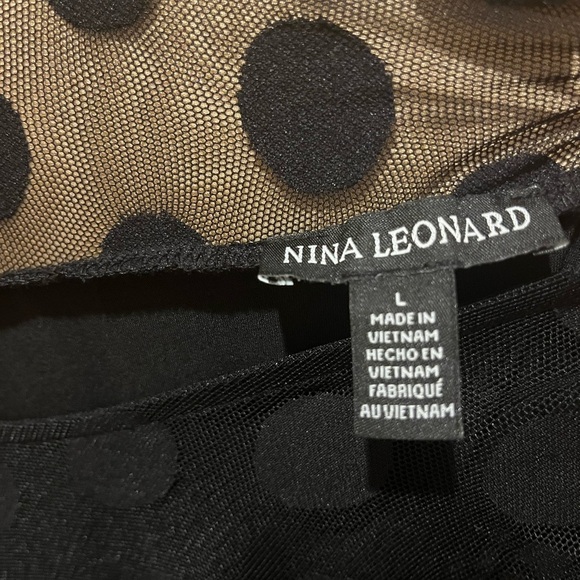 NINA LEONARD
L
MADE IN
VIETNAM
HECHO EN
VIETNAM
FABRIQUÉ
AU VIETNAM